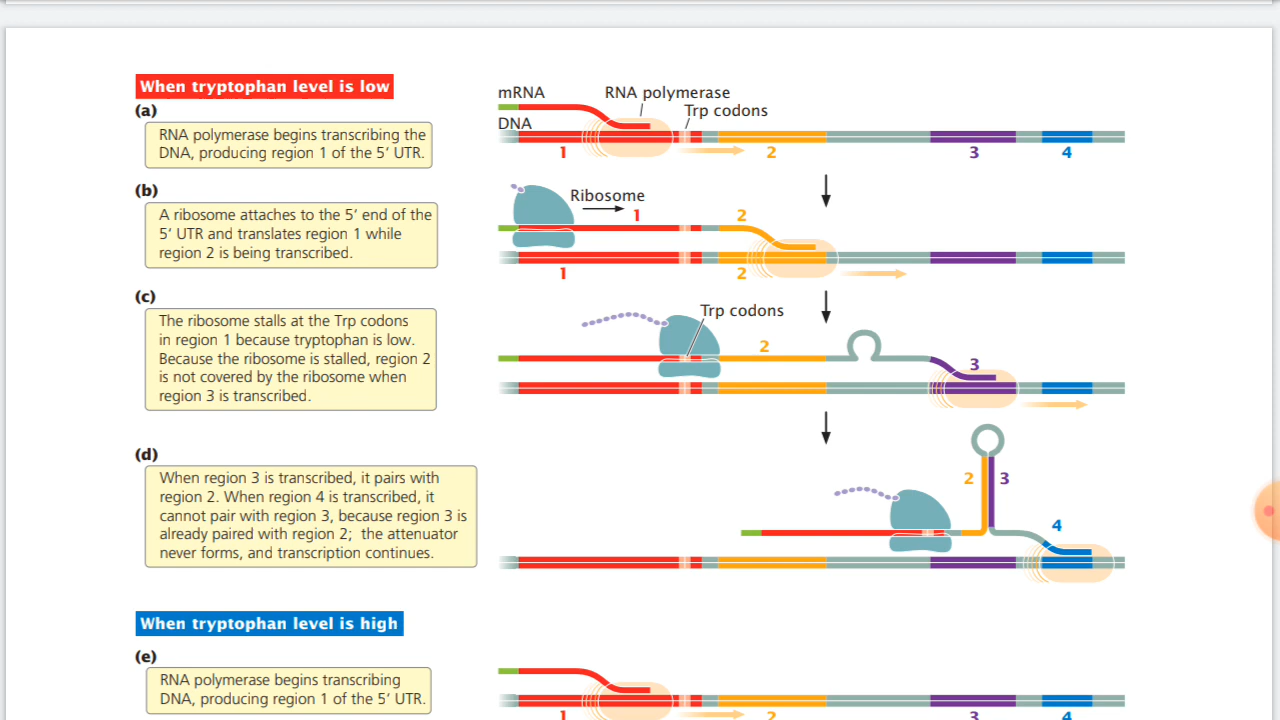 When tryptophan level is low
(a)
RNA polymerase begins transcribing the
DNA, producing region 1 of the 5′ UTR.
mRNA
RNA polymerase
Trp codons
DNA
1
2
3
4
(b)
A ribosome attaches to the 5′ end of the
5′ UTR and translates region 1 while
region 2 is being transcribed.
Ribosome
1
2
1
2
(c)
The ribosome stalls at the Trp codons
in region 1 because tryptophan is low.
Because the ribosome is stalled, region 2
is not covered by the ribosome when
region 3 is transcribed.
Trp codons
2
3
(d)
When region 3 is transcribed, it pairs with
region 2. When region 4 is transcribed, it
cannot pair with region 3, because region 3 is
already paired with region 2; the attenuator
never forms, and transcription continues.
2
3
4
When tryptophan level is high
(e)
RNA polymerase begins transcribing
DNA, producing region 1 of the 5′ UTR.
1
2
3
4